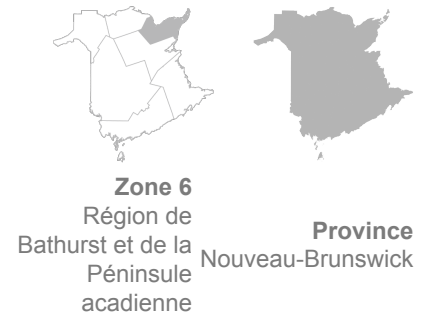 Zone 6
Région de
Bathurst et de la
Péninsule
acadienne
Province
Nouveau-Brunswick